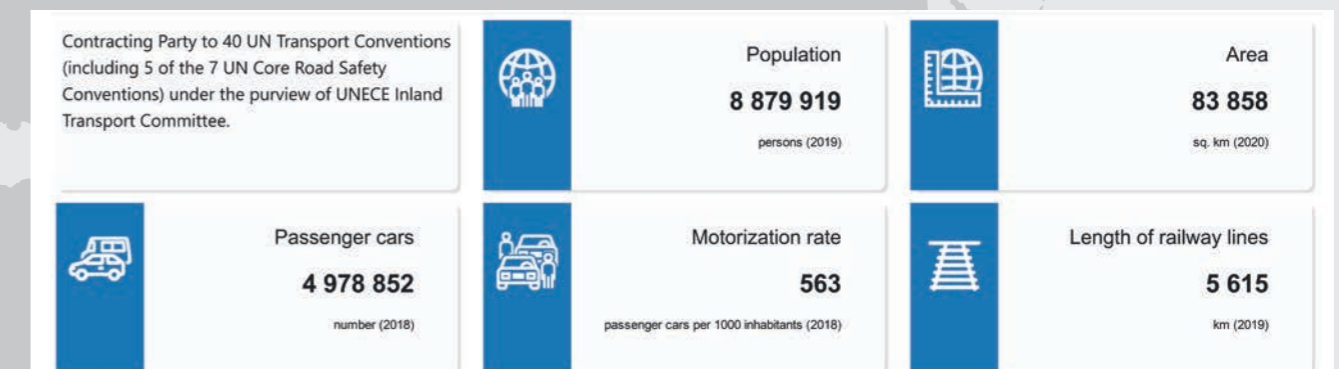 Contracting Party to 40 UN Transport Conventions
(including 5 of the 7 UN Core Road Safety
Conventions) under the purview of UNECE Inland
Transport Committee.
Population
8 879 919
persons (2019)
Area
83 858
sq. km (2020)
Passenger cars
4 978 852
number (2018)
Motorization rate
563
passenger cars per 1000 inhabitants (2018)
Length of railway lines
5 615
km (2019)